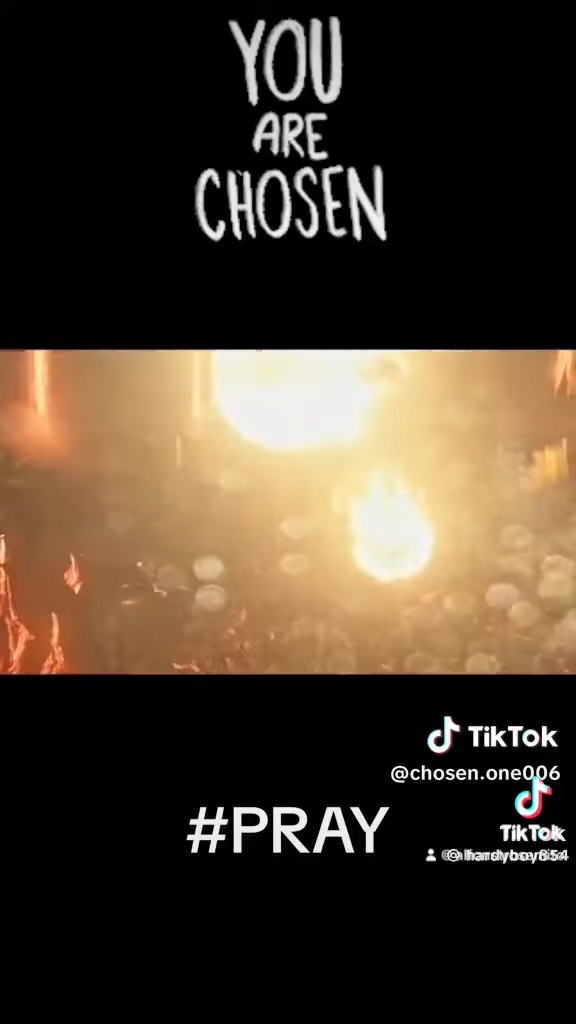 YOU
ARE
CHOSEN
TikTok
@chosen.one006
#PRAY
TikTok